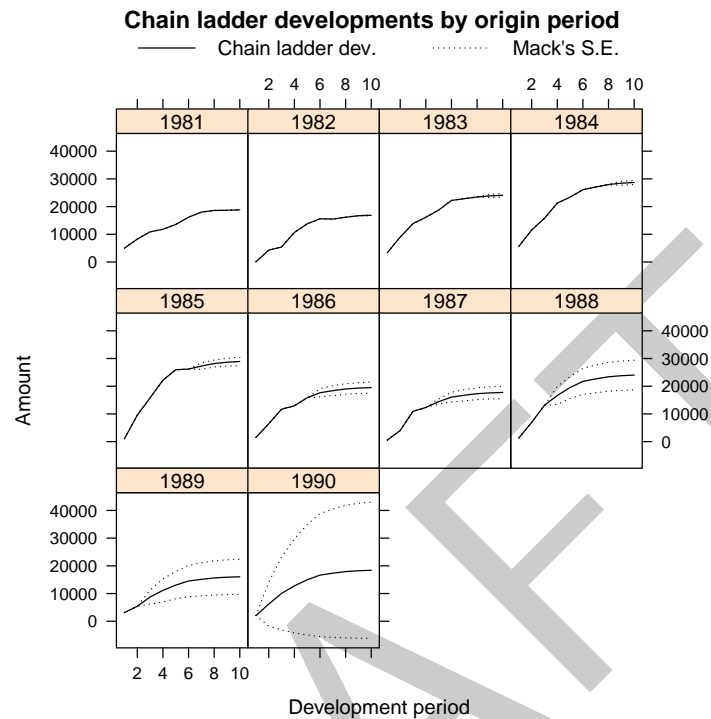 Chain ladder developments by origin period
Chain ladder dev. Mack's S.E.
2 4 6 8 10 2 4 6 8 10
1981 1982 1983 1984
40000
30000
20000
10000
0
1985 1986 1987 1988
40000
30000
20000
10000
0
1989 1990
40000
30000
20000
10000
0
2 4 6 8 10 2 4 6 8 10
Amount
Development period